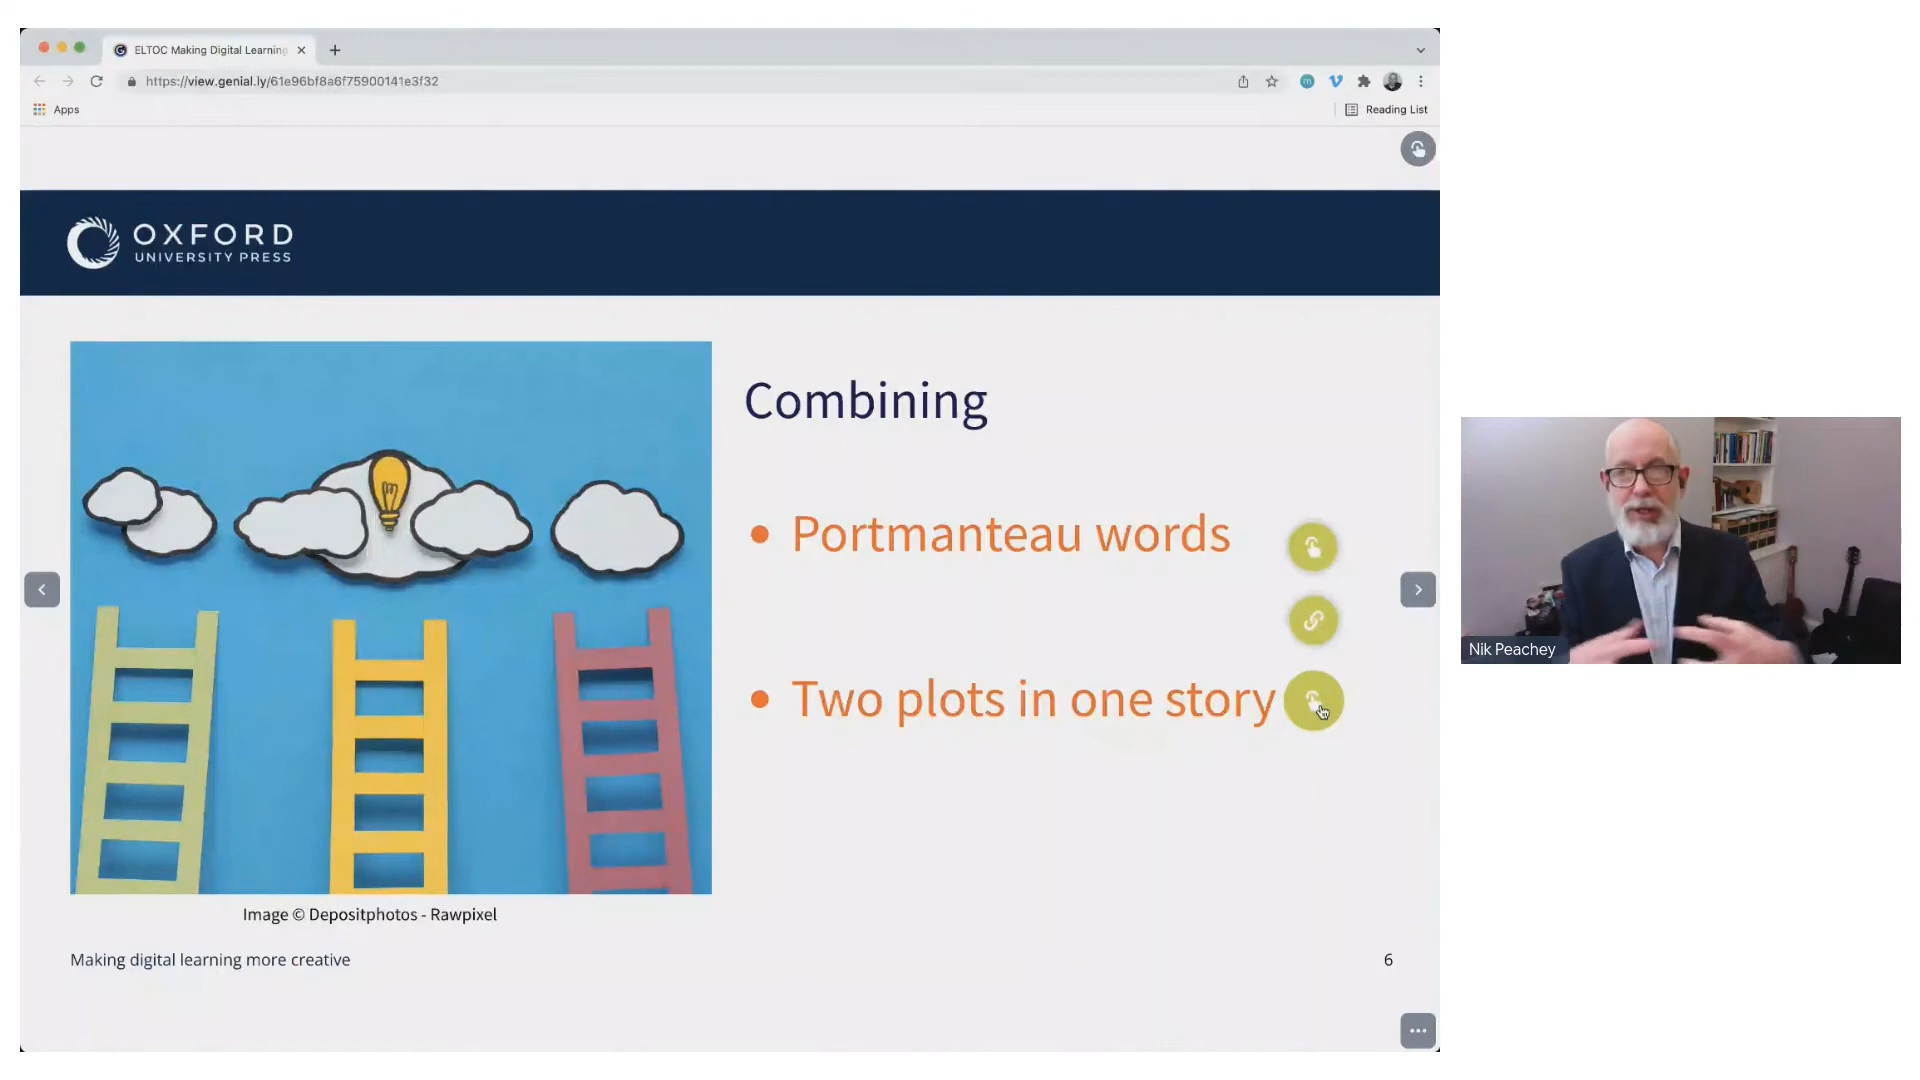 ELTOC Making Digital Learning
https://view.genial.ly/61e96bf8a6f75900141e3f32
Apps
Reading List
OXFORD
UNIVERSITY PRESS
Combining
• Portmanteau words
• Two plots in one story
Nik Peachey
Image © Depositphotos - Rawpixel
Making digital learning more creative
6